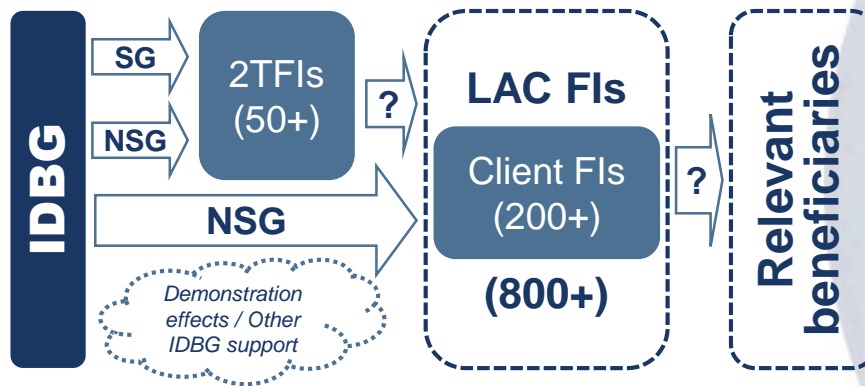 IDBG
SG
NSG
2TFIs
(50+)
?
NSG
Demonstration
effects / Other
IDBG support
LAC FIs
Client FIs
(200+)
(800+)
?
Relevant
beneficiaries